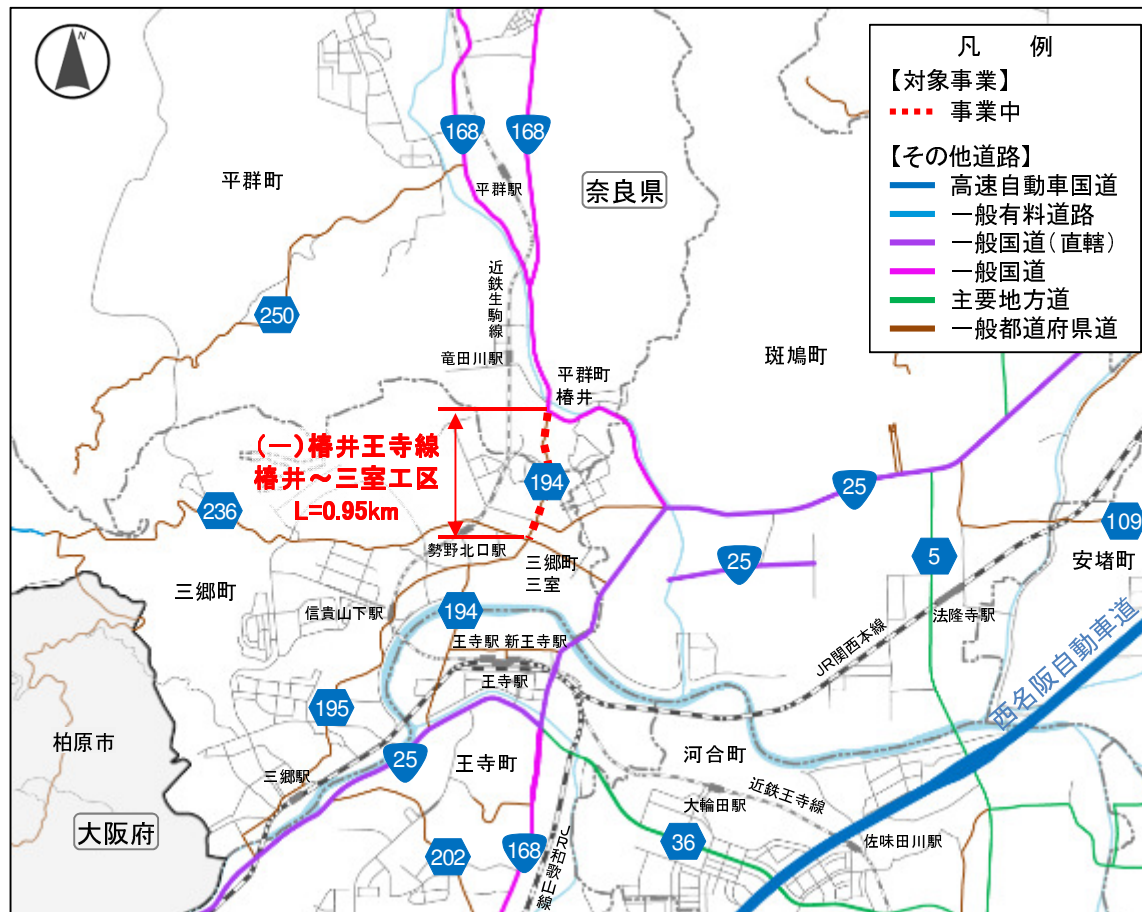 N
凡　例
【対象事業】
事業中
【その他道路】
高速自動車国道
一般有料道路
一般国道（直轄）
一般国道
主要地方道
一般都道府県道
168
168
平群町
平群駅
奈良県
近鉄生駒線
250
竜田川駅
平群町
椿井
斑鳩町
(一)椿井王寺線
椿井～三室工区
L=0.95km
194
25
236
109
勢野北口駅
三郷町
三室
25
5
安堵町
三郷町
信貴山下駅
194
法隆寺駅
王寺駅 新王寺駅
JR関西本線
王寺駅
西名阪自動車道
195
柏原市
25
王寺町
河合町
三郷駅
近鉄王寺線
大輪田駅
大阪府
202
168
JR和歌山線
36
佐味田川駅